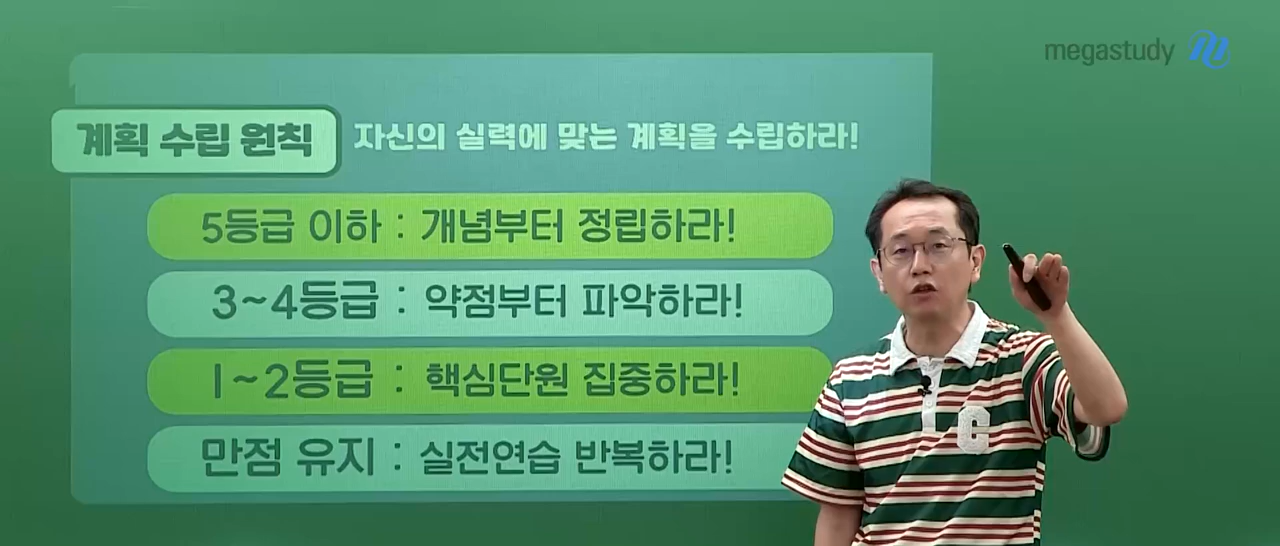 megastudy
계획 수립 원칙 자신의 실력에 맞는 계획을 수립하라!
5등급 이하 : 개념부터 정립하라!
3~4등급 : 약점부터 파악하라!
1~2등급 : 핵심단원 집중하라!
만점 유지 : 실전연습 반복하라!
C